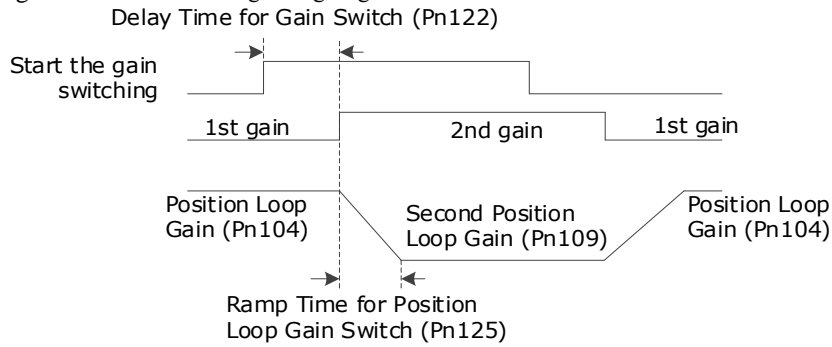 Delay Time for Gain Switch (Pn122)
Start the gain
switching
1st gain
2nd gain
1st gain
Position Loop
Gain (Pn104)
Second Position
Loop Gain (Pn109)
Position Loop
Gain (Pn104)
Ramp Time for Position
Loop Gain Switch (Pn125)